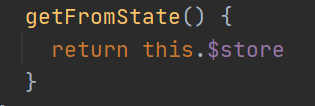 getFromState() {
  return this.$store
}